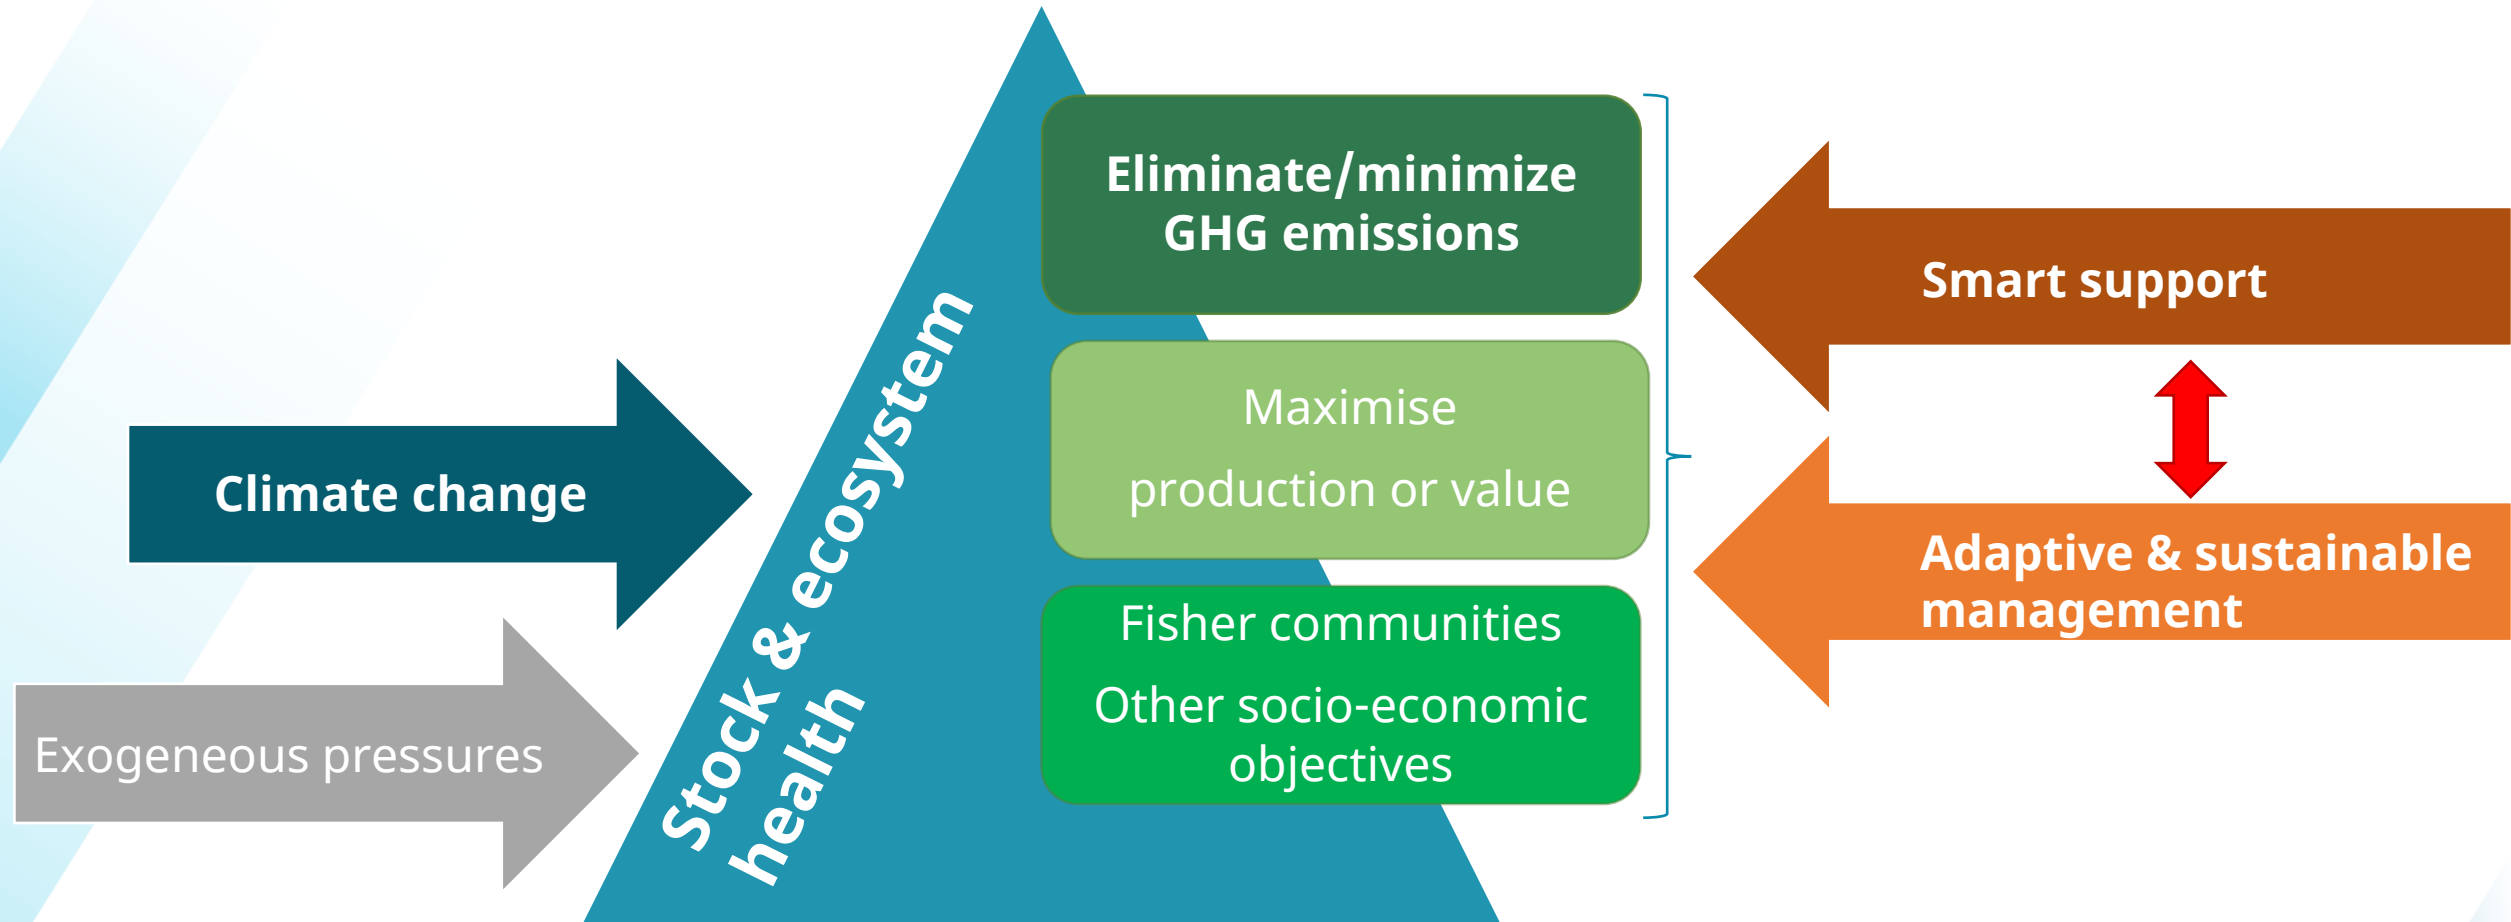 Climate change
Exogeneous pressures
Stock & ecosystem
health
Eliminate/minimize
GHG emissions
Maximise
production or value
Fisher communities
Other socio-economic
objectives
Smart support
Adaptive & sustainable
management